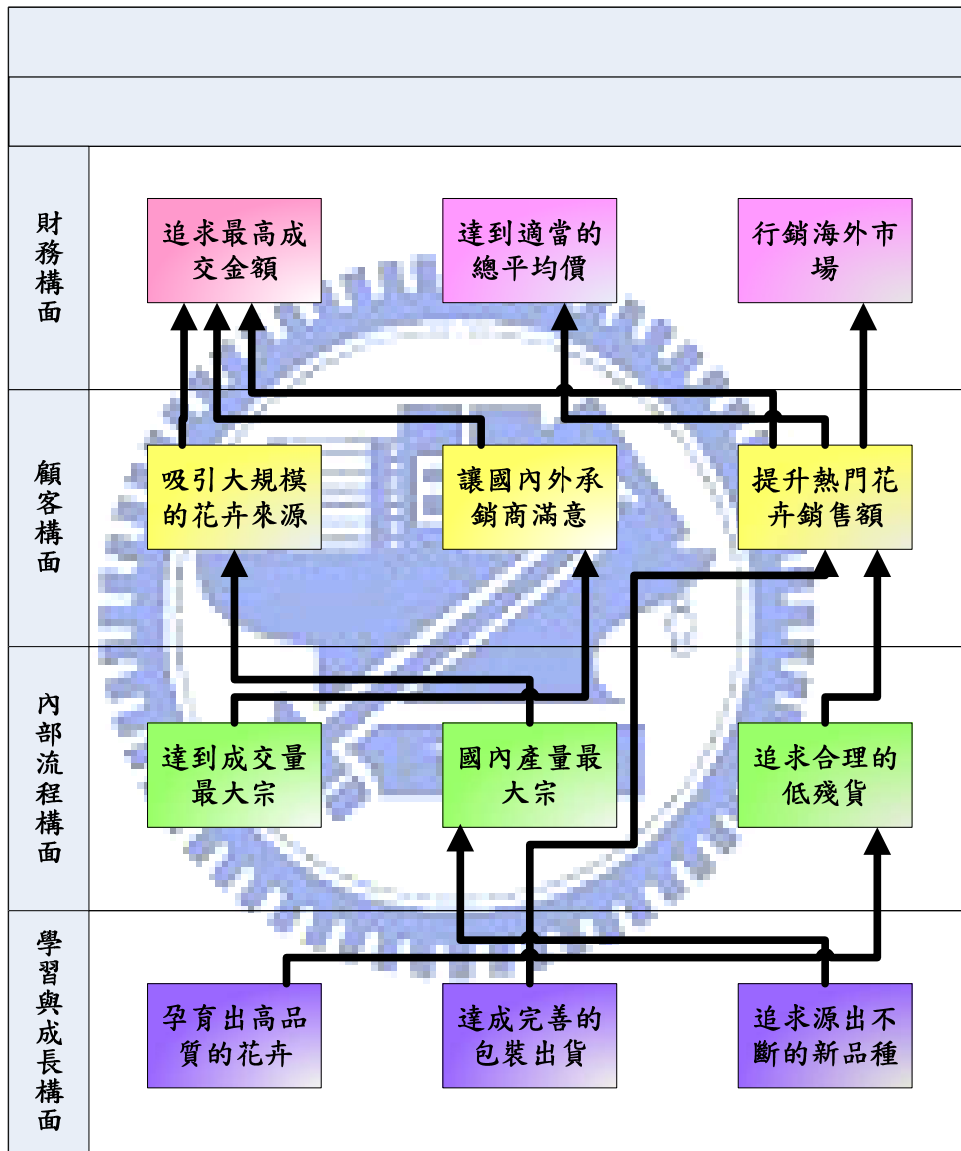 財務構面
追求最高成
交金額
達到適當的
總平均價
行銷海外市
場
顧客構面
吸引大規模
的花卉來源
讓國內外承
銷商滿意
提升熱門花
卉銷售額
內部流程構面
達到成交量
最大宗
國內產量最
大宗
追求合理的
低殘貨
學習與成長構面
孕育出高品
質的花卉
達成完善的
包裝出貨
追求源出不
斷的新品種